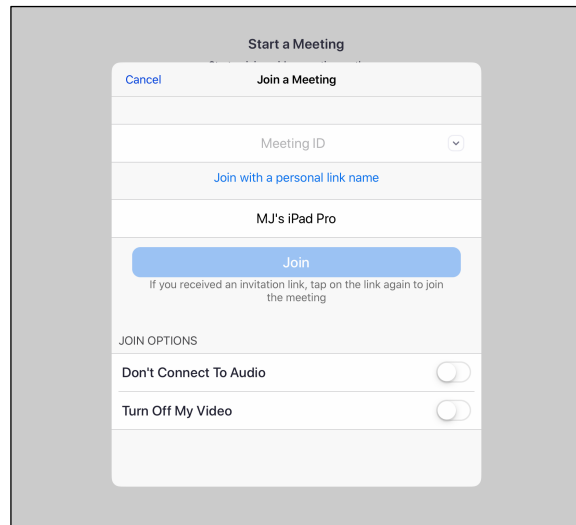 Start a Meeting
Cancel
Join a Meeting
Meeting ID
Join with a personal link name
MJ's iPad Pro
Join
If you received an invitation link, tap on the link again to join
the meeting
JOIN OPTIONS
Don't Connect To Audio
Turn Off My Video